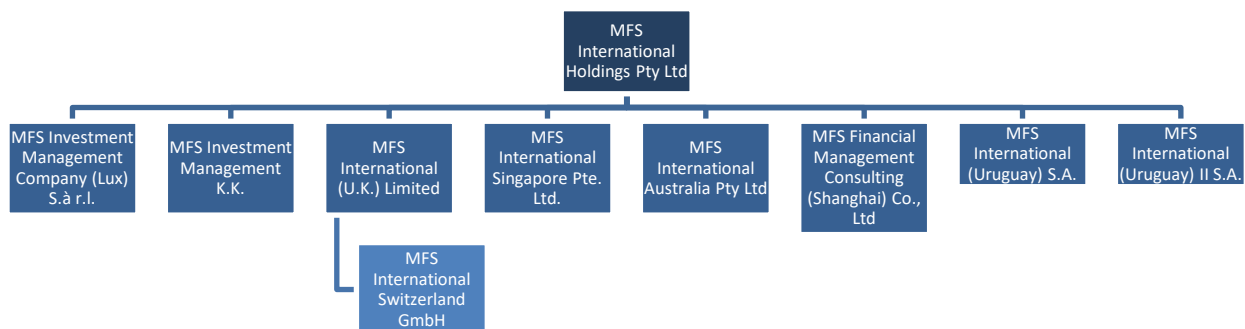 MFS
International
Holdings Pty Ltd
MFS Investment
Management
Company (Lux)
S.à r.l.
MFS Investment
Management
K.K.
MFS
International
(U.K.) Limited
MFS
International
Singapore Pte.
Ltd.
MFS
International
Australia Pty Ltd
MFS Financial
Management
Consulting
(Shanghai) Co.,
Ltd
MFS
International
(Uruguay) S.A.
MFS
International
(Uruguay) II S.A.
MFS
International
Switzerland
GmbH